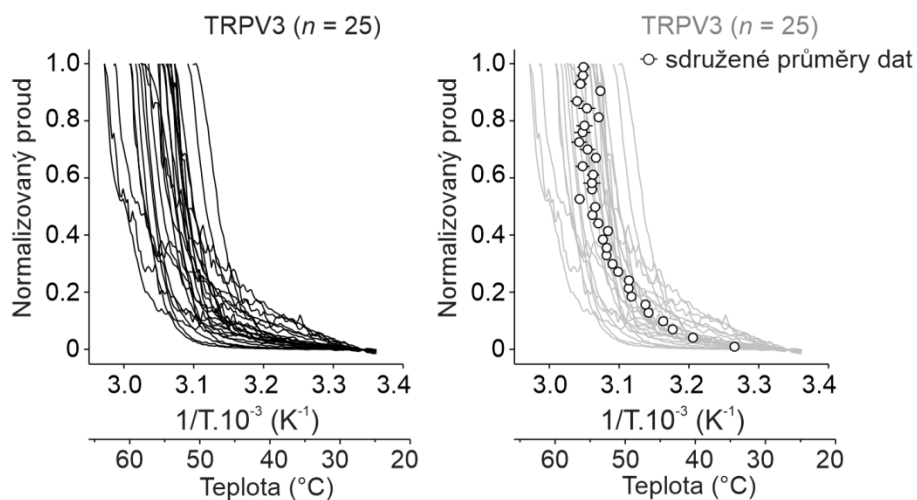 TRPV3 (n = 25)
Normalizovaný proud
1.0
0.8
0.6
0.4
0.2
0
3.0 3.1 3.2 3.3 3.4
1/T.10⁻³ (K⁻¹)
60 50 40 30 20
Teplota (°C)
TRPV3 (n = 25)
sdružené průměry dat
Normalizovaný proud
1.0
0.8
0.6
0.4
0.2
0
3.0 3.1 3.2 3.3 3.4
1/T.10⁻³ (K⁻¹)
60 50 40 30 20
Teplota (°C)